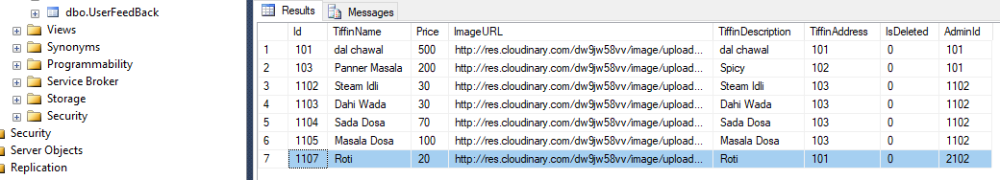 dbo.UserFeedBack
Views
Synonyms
Programmability
Service Broker
Storage
Security
Security
Server Objects
Replication
Results Messages
Id TiffinName Price ImageURL TiffinDescription TiffinAddress IsDeleted AdminId
1 101 dal chawal 500 http://res.cloudinary.com/dw9jw58vv/image/upload... dal chawal 101 0 101
2 103 Panner Masala 200 http://res.cloudinary.com/dw9jw58vv/image/upload... Spicy 102 0 101
3 1102 Steam Idli 30 http://res.cloudinary.com/dw9jw58vv/image/upload... Steam Idli 103 0 1102
4 1103 Dahi Wada 30 http://res.cloudinary.com/dw9jw58vv/image/upload... Dahi Wada 103 0 1102
5 1104 Sada Dosa 70 http://res.cloudinary.com/dw9jw58vv/image/upload... Sada Dosa 103 0 1102
6 1105 Masala Dosa 100 http://res.cloudinary.com/dw9jw58vv/image/upload... Masala Dosa 103 0 1102
7 1107 Roti 20 http://res.cloudinary.com/dw9jw58vv/image/upload... Roti 101 0 2102